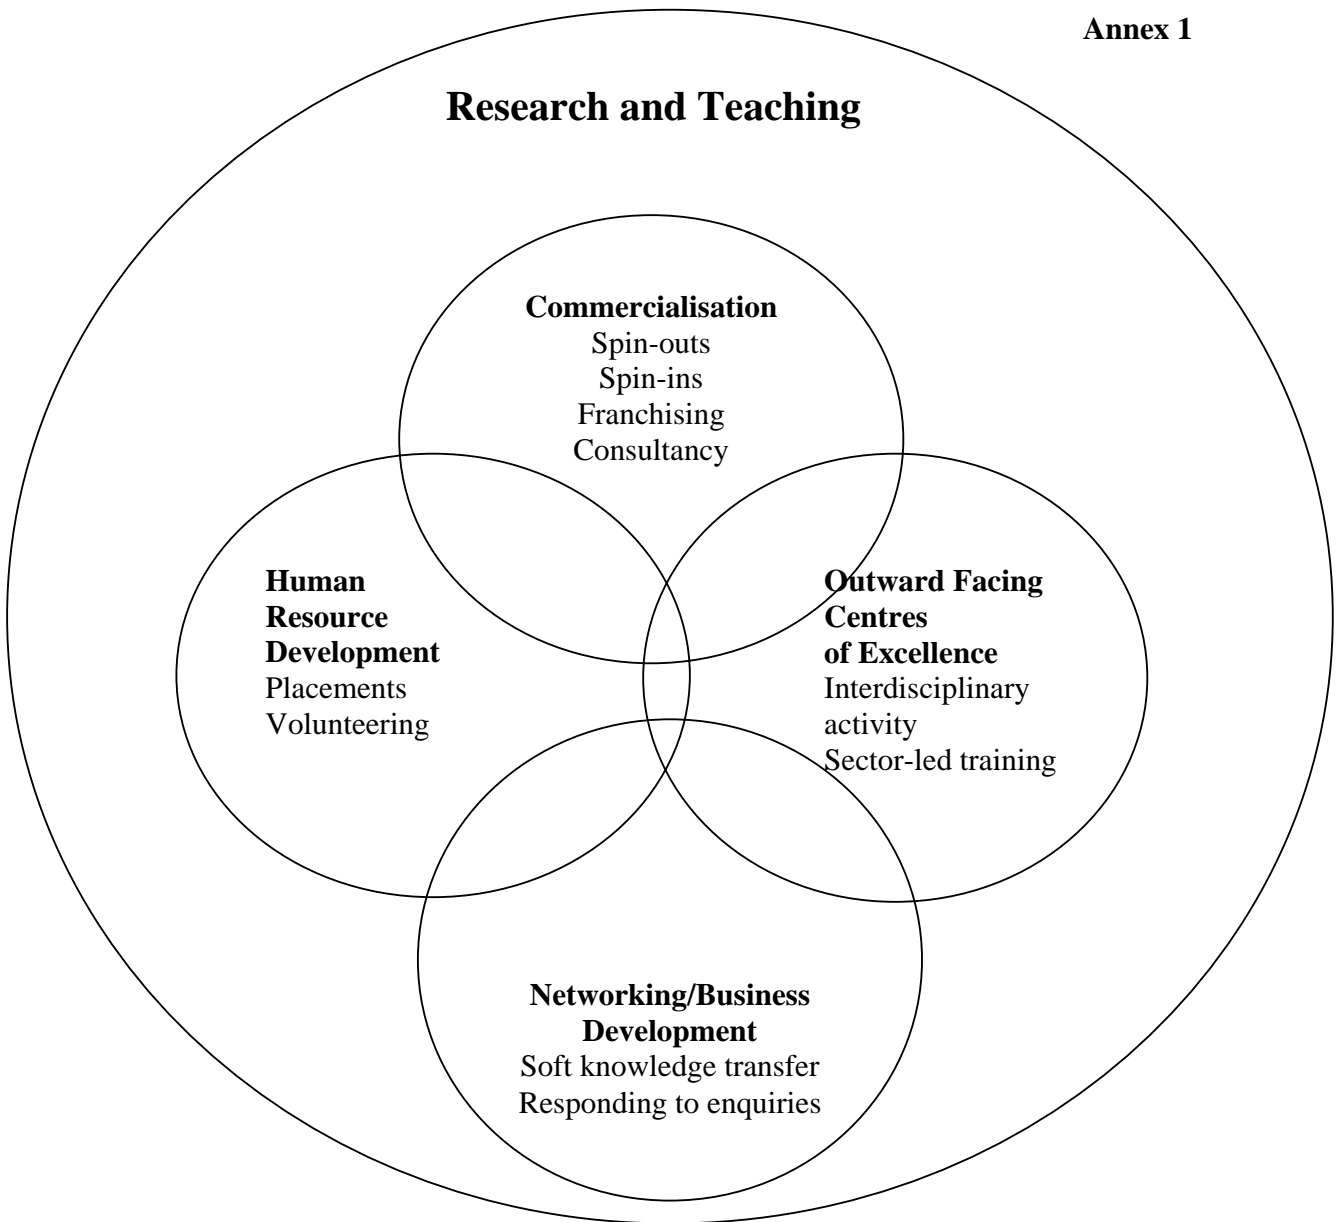 Annex 1
Research and Teaching
Commercialisation
Spin-outs
Spin-ins
Franchising
Consultancy
Human
Resource
Development
Placements
Volunteering
Outward Facing
Centres
of Excellence
Interdisciplinary
activity
Sector-led training
Networking/Business
Development
Soft knowledge transfer
Responding to enquiries